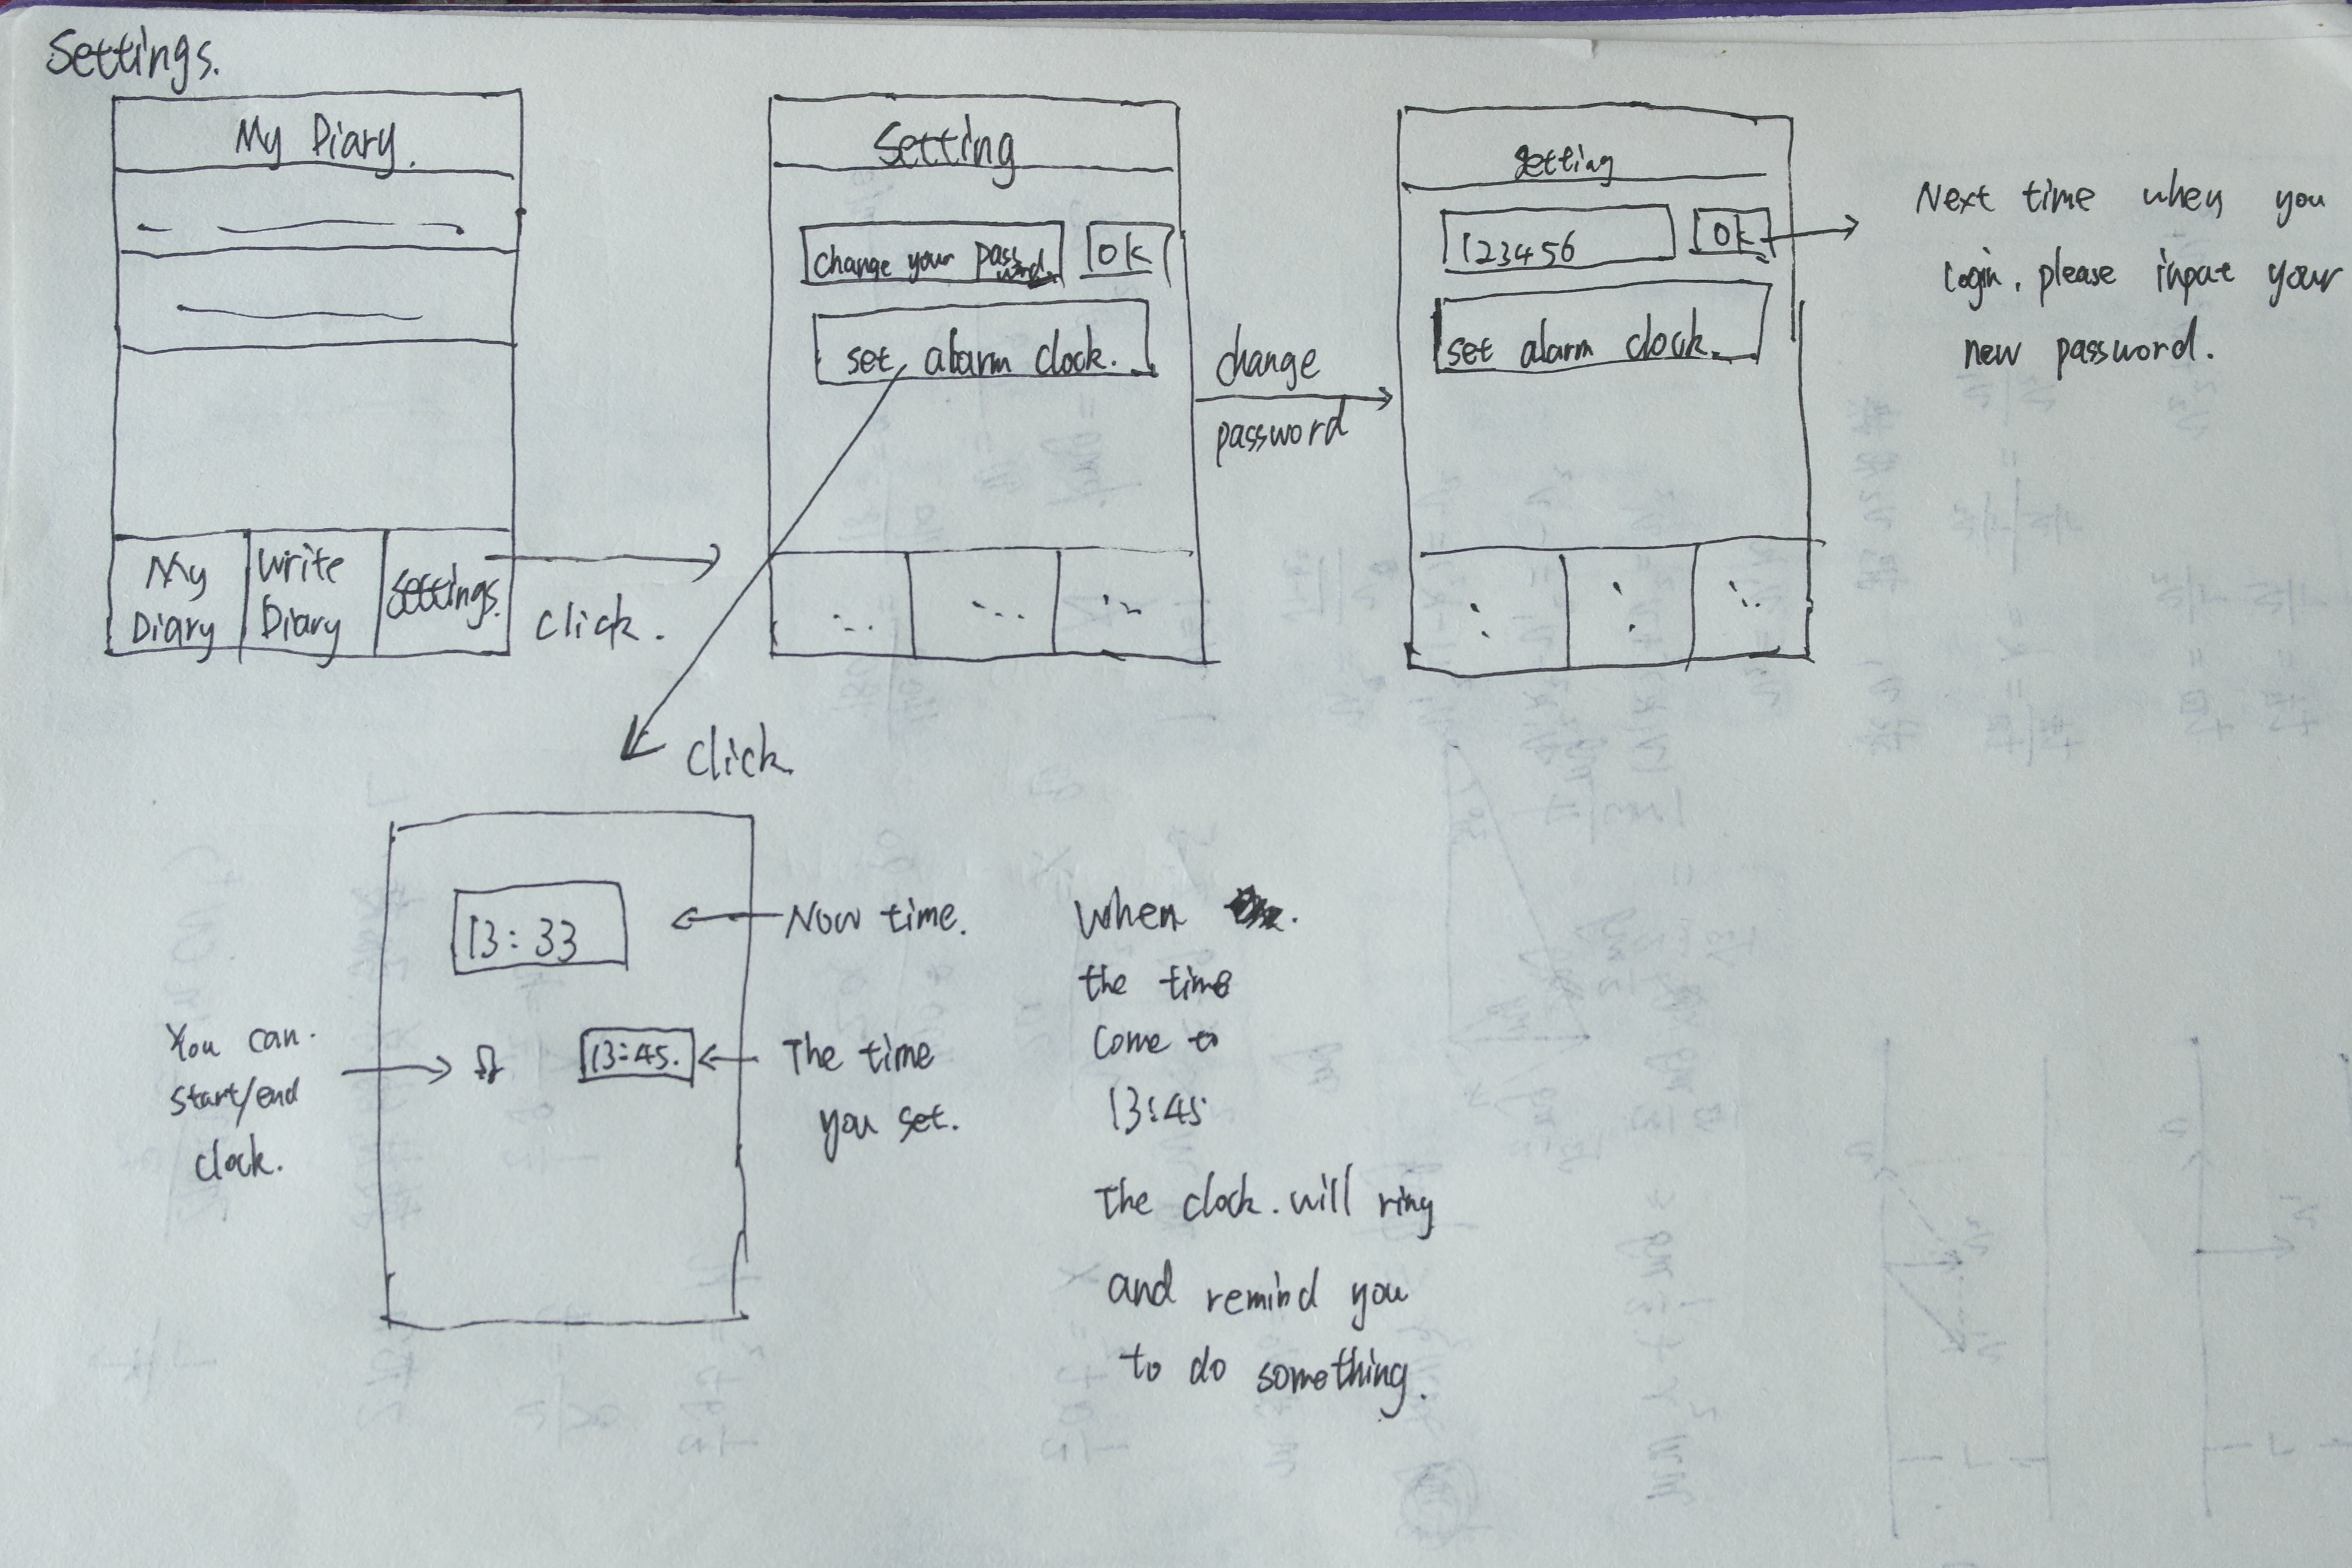 Settings.
My Diary.
My
Diary
Write
Diary
Settings.
click.
Setting
change your password.
OK
set alarm clock.
click.
change
password
Setting
123456
OK
set alarm clock.
Next time when you
login, please input your
new password.
13:33
Now time.
You can.
start/end
clock.
13:45.
The time
you set.
When
the time
come to
13:45
The clock. will ring
and remind you
to do something.